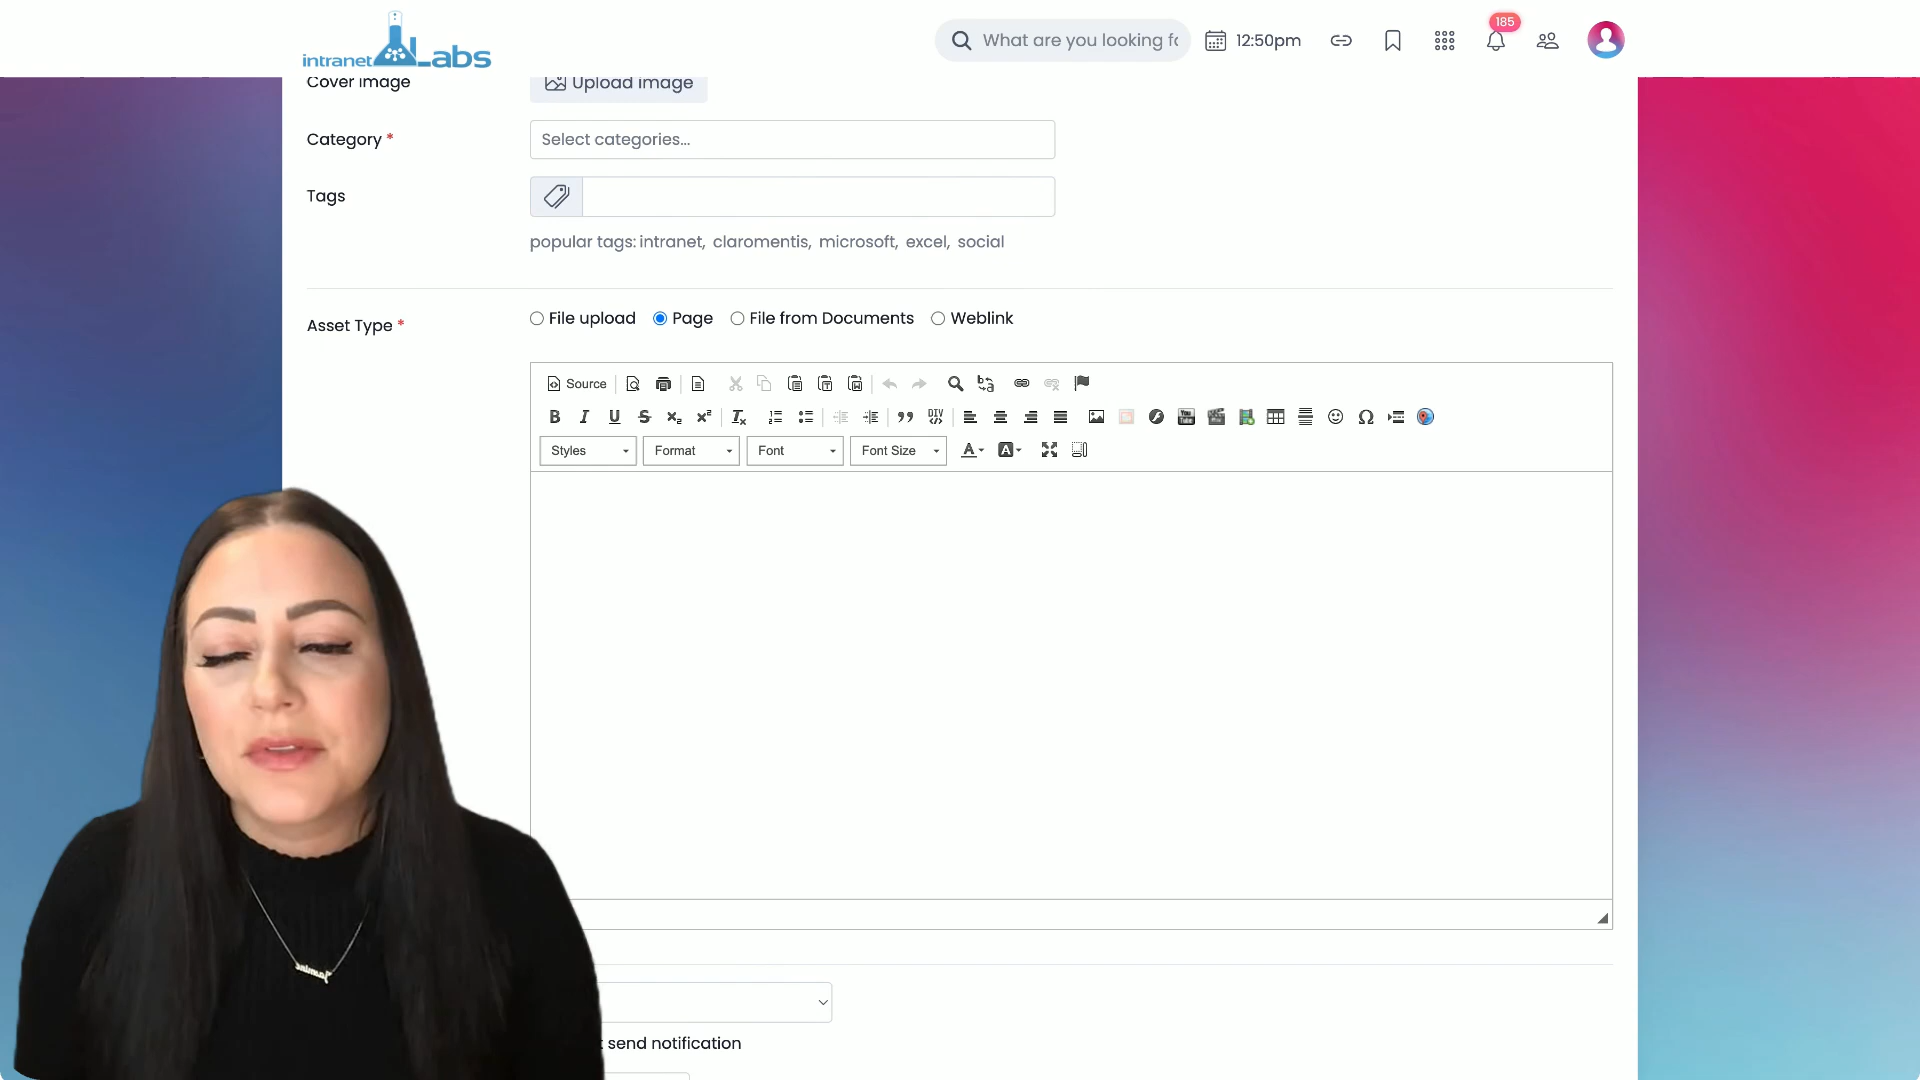 intranet Labs
What are you looking fo
12:50pm
185
Cover image
Upload image
Category *
Select categories...
Tags
popular tags: intranet, claromentis, microsoft, excel, social
Asset Type *
File upload
Page
File from Documents
Weblink
Source
Styles
Format
Font
Font Size
send notification